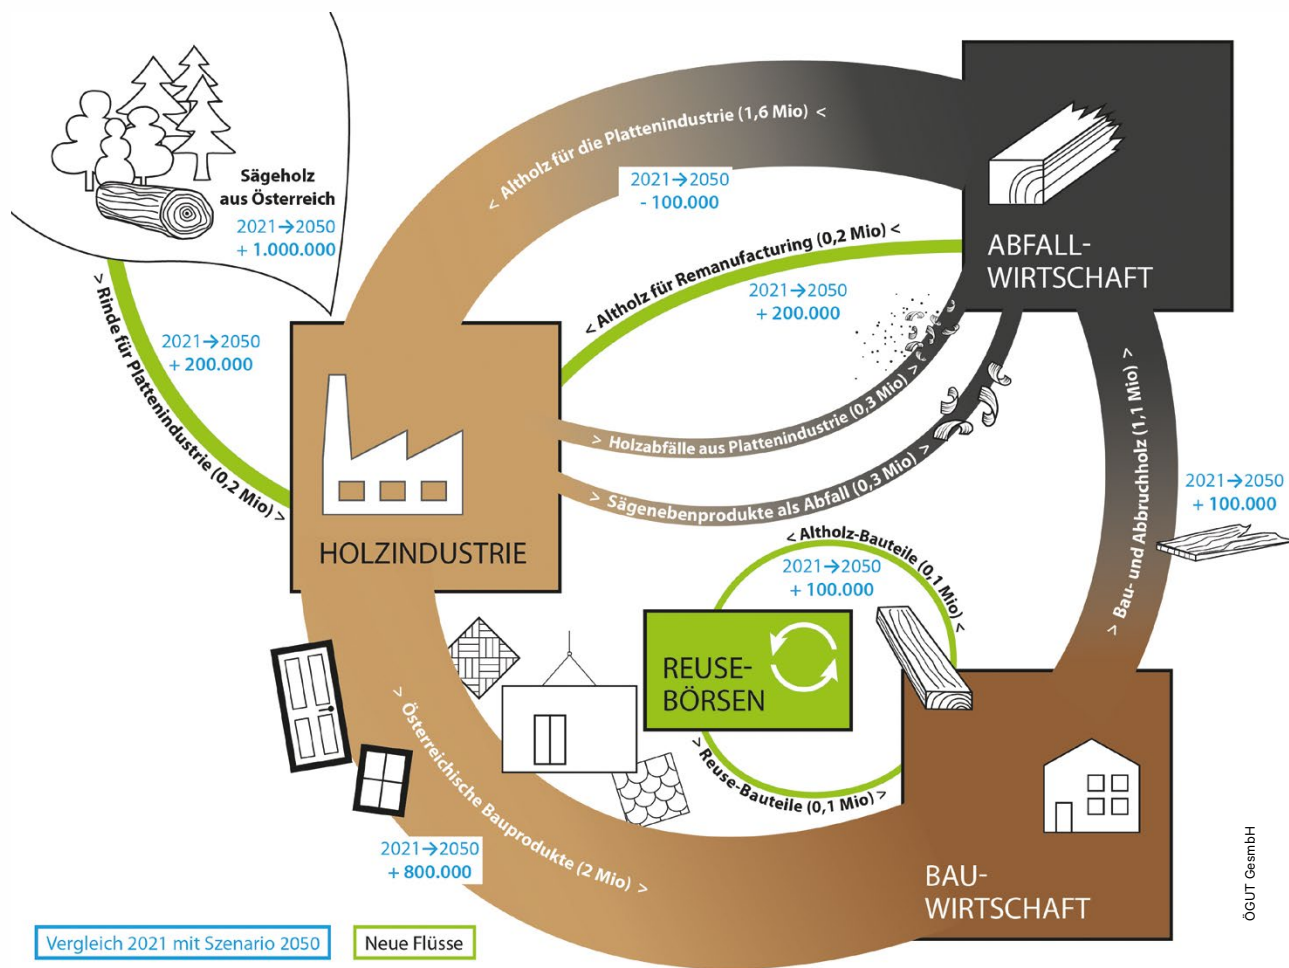 Sägeholz
aus Österreich
2021→2050
+ 1.000.000
< Altholz für die Plattenindustrie (1,6 Mio) <
2021→2050
- 100.000
ABFALL-
WIRTSCHAFT
< Altholz für Remanufacturing (0,2 Mio) <
2021→2050
+ 200.000
> Rinde für Plattenindustrie (0,2 Mio) >
2021→2050
+ 200.000
> Holzabfälle aus Plattenindustrie (0,3 Mio) >
> Sägenebenprodukte als Abfall (0,3 Mio) >
HOLZINDUSTRIE
> Bau- und Abbruchholz (1,1 Mio) >
2021→2050
+ 100.000
< Altholz-Bauteile (0,1 Mio) <
2021→2050
+ 100.000
REUSE-
BÖRSEN
> Reuse-Bauteile (0,1 Mio) >
> Österreichische Bauprodukte (2 Mio) >
2021→2050
+ 800.000
BAU-
WIRTSCHAFT
ÖGUT GesmbH
Vergleich 2021 mit Szenario 2050
Neue Flüsse